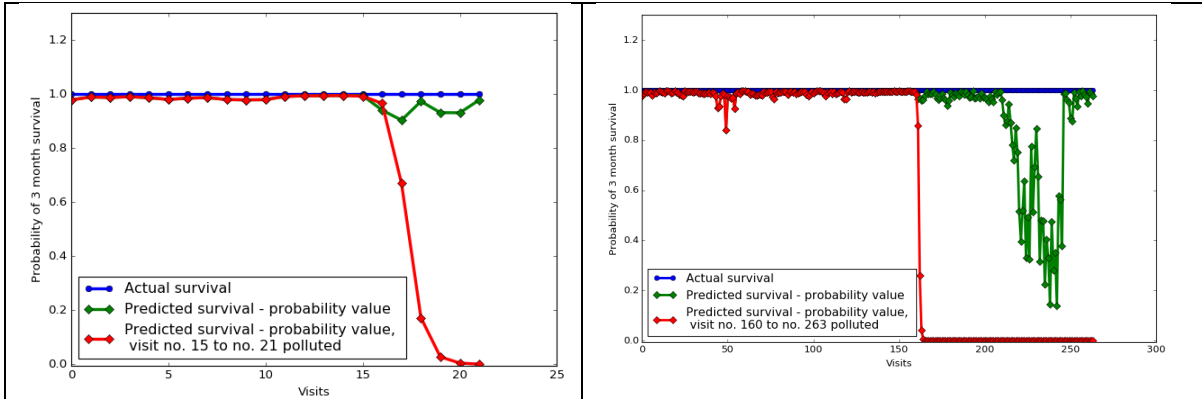 1.2
1.0
0.8
0.6
0.4
0.2
0.0
Probability of 3 month survival
Actual survival
Predicted survival - probability value
Predicted survival - probability value,
visit no. 15 to no. 21 polluted
0 5 10 15 20 25
Visits
1.2
1.0
0.8
0.6
0.4
0.2
0.0
Probability of 3 month survival
Actual survival
Predicted survival - probability value
Predicted survival - probability value,
visit no. 160 to no. 263 polluted
0 50 100 150 200 250 300
Visits